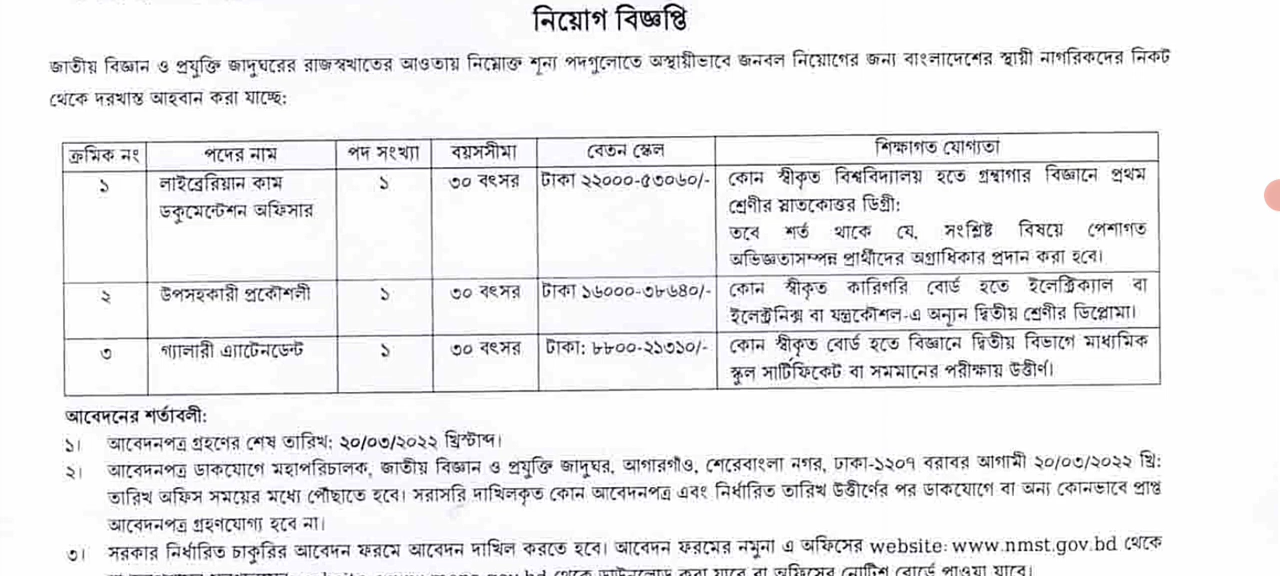 নিয়োগ বিজ্ঞপ্তি
জাতীয় বিজ্ঞান ও প্রযুক্তি জাদুঘরের রাজস্বখাতের আওতায় নিম্নোক্ত শূন্য পদগুলোতে অস্থায়ীভাবে জনবল নিয়োগের জন্য বাংলাদেশের স্থায়ী নাগরিকদের নিকট
থেকে দরখাস্ত আহবান করা যাচ্ছে:
ক্রমিক নং পদের নাম পদ সংখ্যা বয়সসীমা বেতন স্কেল শিক্ষাগত যোগ্যতা
১ লাইব্রেরিয়ান কাম ১ ৩০ বৎসর টাকা ২২০০০-৫৩০৬০/- কোন স্বীকৃত বিশ্ববিদ্যালয় হতে গ্রন্থাগার বিজ্ঞানে প্রথম
ডকুমেন্টেশন অফিসার শ্রেণীর স্নাতকোত্তর ডিগ্রী:
তবে শর্ত থাকে যে, সংশ্লিষ্ট বিষয়ে পেশাগত
অভিজ্ঞতাসম্পন্ন প্রার্থীদের অগ্রাধিকার প্রদান করা হবে।
২ উপসহকারী প্রকৌশলী ১ ৩০ বৎসর টাকা ১৬০০০-৩৮৬৪০/- কোন স্বীকৃত কারিগরি বোর্ড হতে ইলেক্ট্রিক্যাল বা
ইলেক্ট্রনিক্স বা যন্ত্রকৌশল-এ অন্যূন দ্বিতীয় শ্রেণীর ডিপ্লোমা।
৩ গ্যালারী এ্যাটেনডেন্ট ১ ৩০ বৎসর টাকা: ৮৮০০-২১৩১০/- কোন স্বীকৃত বোর্ড হতে বিজ্ঞানে দ্বিতীয় বিভাগে মাধ্যমিক
স্কুল সার্টিফিকেট বা সমমানের পরীক্ষায় উত্তীর্ণ।
আবেদনের শর্তাবলী:
১। আবেদনপত্র গ্রহণের শেষ তারিখ: ২০/০৩/২০২২ খ্রিস্টাব্দ।
২। আবেদনপত্র ডাকযোগে মহাপরিচালক, জাতীয় বিজ্ঞান ও প্রযুক্তি জাদুঘর, আগারগাঁও, শেরেবাংলা নগর, ঢাকা-১২০৭ বরাবর আগামী ২০/০৩/২০২২ খ্রি:
তারিখ অফিস সময়ের মধ্যে পৌঁছাতে হবে। সরাসরি দাখিলকৃত কোন আবেদনপত্র এবং নির্ধারিত তারিখ উত্তীর্ণের পর ডাকযোগে বা অন্য কোনভাবে প্রাপ্ত
আবেদনপত্র গ্রহণযোগ্য হবে না।
৩। সরকার নির্ধারিত চাকুরির আবেদন ফরমে আবেদন দাখিল করতে হবে। আবেদন ফরমের নমুনা এ অফিসের website: www.nmst.gov.bd থেকে
থেকে ডাউনলোড করা যাবে বা অফিসের নোটিশ বোর্ডে পাওয়া যাবে।